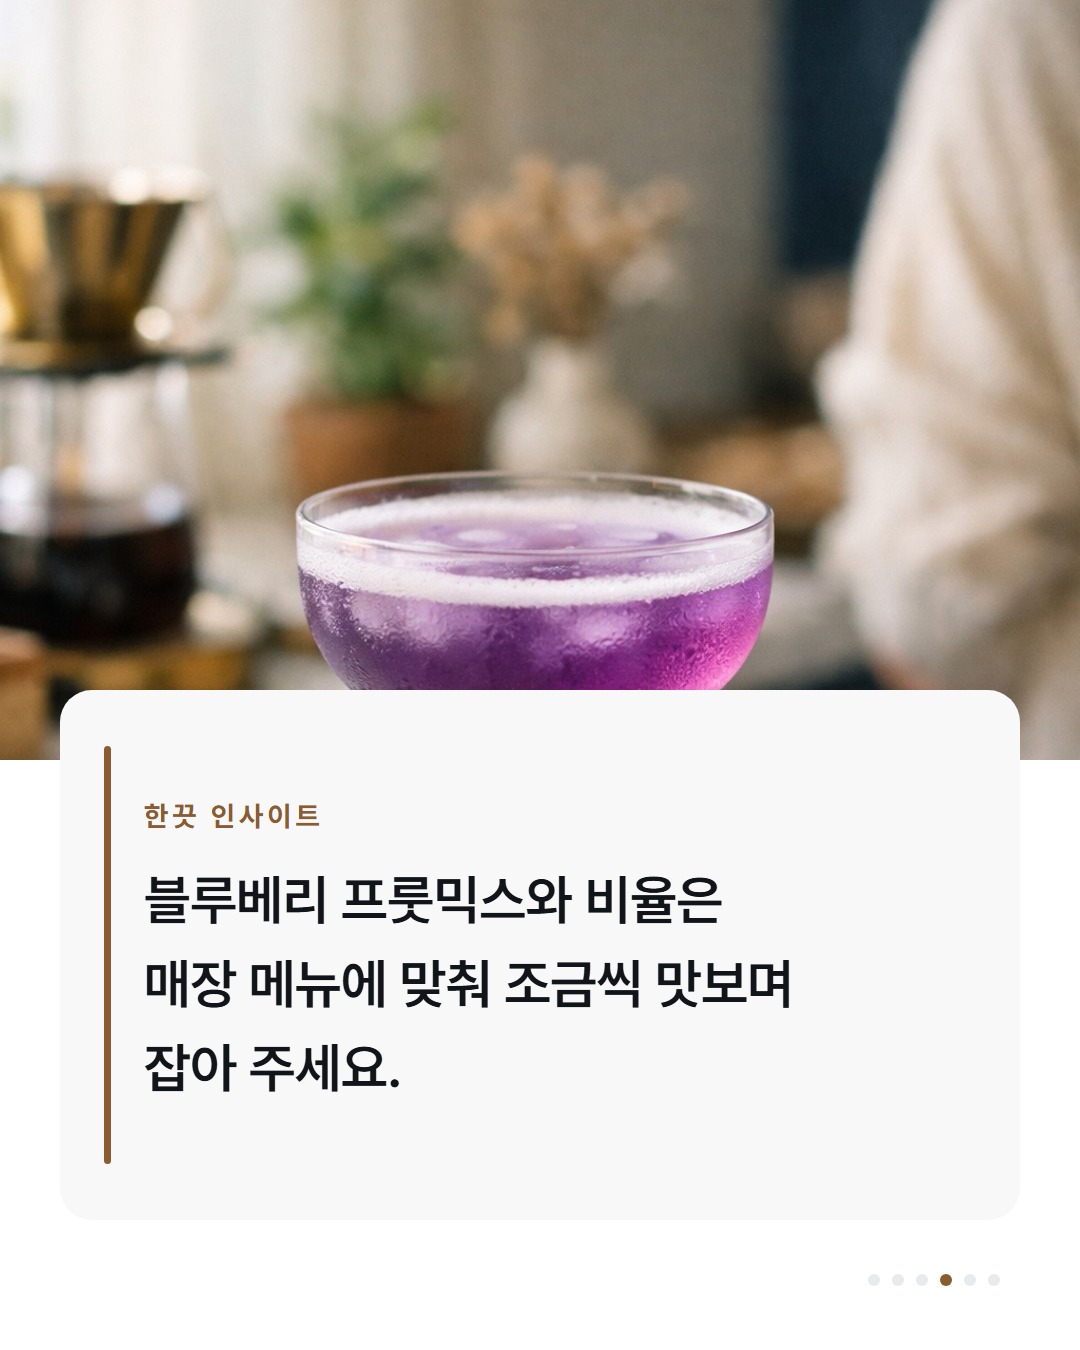 한끗 인사이트
블루베리 프룻믹스와 비율은
매장 메뉴에 맞춰 조금씩 맛보며
잡아 주세요.